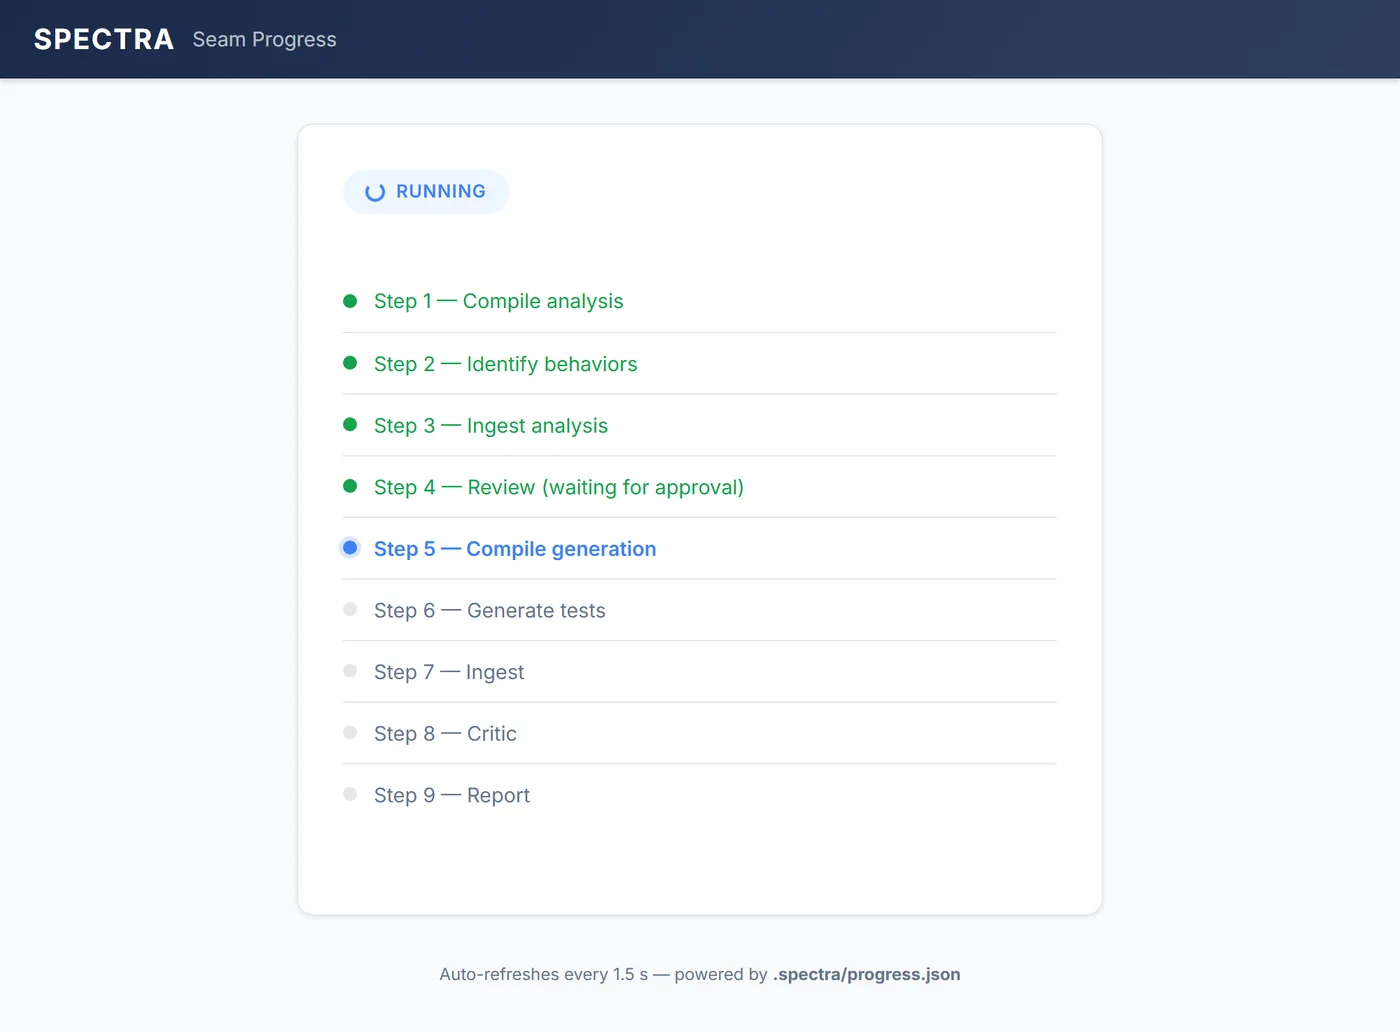 SPECTRA Seam Progress
RUNNING
Step 1 — Compile analysis
Step 2 — Identify behaviors
Step 3 — Ingest analysis
Step 4 — Review (waiting for approval)
Step 5 — Compile generation
Step 6 — Generate tests
Step 7 — Ingest
Step 8 — Critic
Step 9 — Report
Auto-refreshes every 1.5 s — powered by .spectra/progress.json